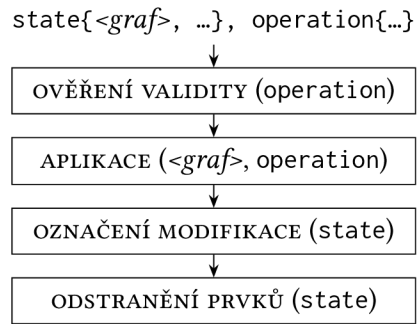 state{<graf>, …}, operation{…}
OVĚŘENÍ VALIDITY (operation)
APLIKACE (<graf>, operation)
OZNAČENÍ MODIFIKACE (state)
ODSTRANĚNÍ PRVKŮ (state)